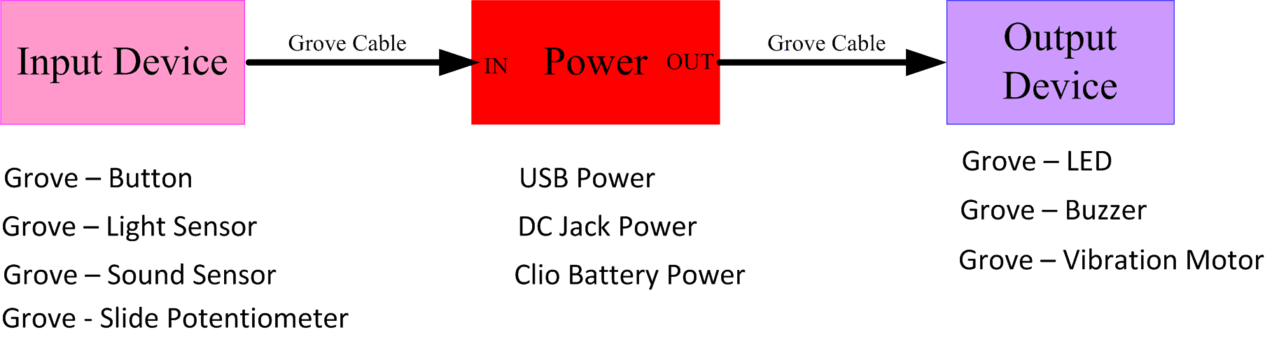 Input Device
Grove Cable
IN
Power
OUT
Grove Cable
Output
Device
Grove – Button
Grove – Light Sensor
Grove – Sound Sensor
Grove - Slide Potentiometer
USB Power
DC Jack Power
Clio Battery Power
Grove – LED
Grove – Buzzer
Grove – Vibration Motor